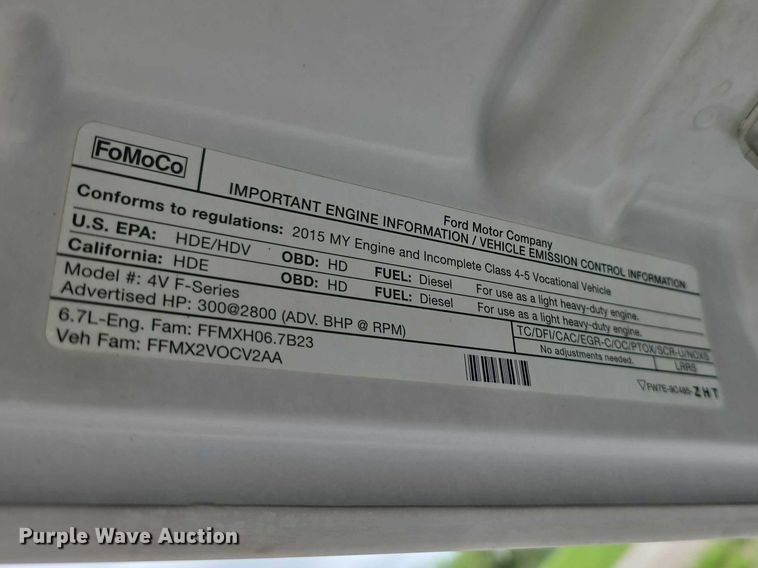 FoMoCo
Ford Motor Company
IMPORTANT ENGINE INFORMATION / VEHICLE EMISSION CONTROL INFORMATION
Conforms to regulations: 2015 MY Engine and Incomplete Class 4-5 Vocational Vehicle
U.S. EPA: HDE/HDV OBD: HD FUEL: Diesel For use as a light heavy-duty engine.
California: HDE OBD: HD FUEL: Diesel For use as a light heavy-duty engine.
Model #: 4V F-Series
Advertised HP: 300@2800 (ADV. BHP @ RPM)
TC/DFI/CAC/EGR-C/OC/PTOX/SCR-U/NOXS
6.7L-Eng. Fam: FFMXH06.7B23
No adjustments needed. LRRS
Veh Fam: FFMX2VOCV2AA
FW7E-9C485- ZHT
Purple Wave Auction